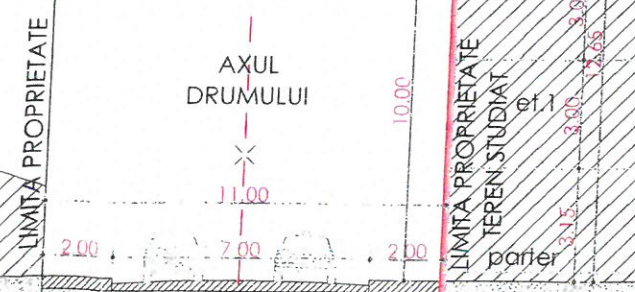 LIMITA PROPRIETATE
AXUL
DRUMULUI
10.00
11.00
2.00
7.00
2.00
LIMITA PROPRIETATE
TEREN STUDIAT
et.1
parter
3.00
3.15
12.65